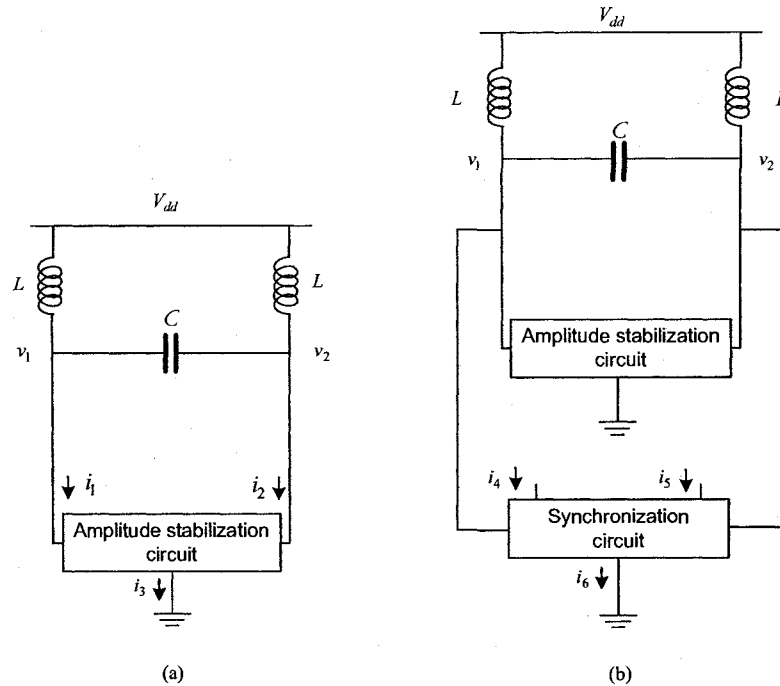 V_dd
L
L
C
v_1
v_2
i_1
i_2
Amplitude stabilization
circuit
i_3
(a)
V_dd
L
C
v_1
v_2
Amplitude stabilization
circuit
i_4
i_5
Synchronization
circuit
i_6
(b)